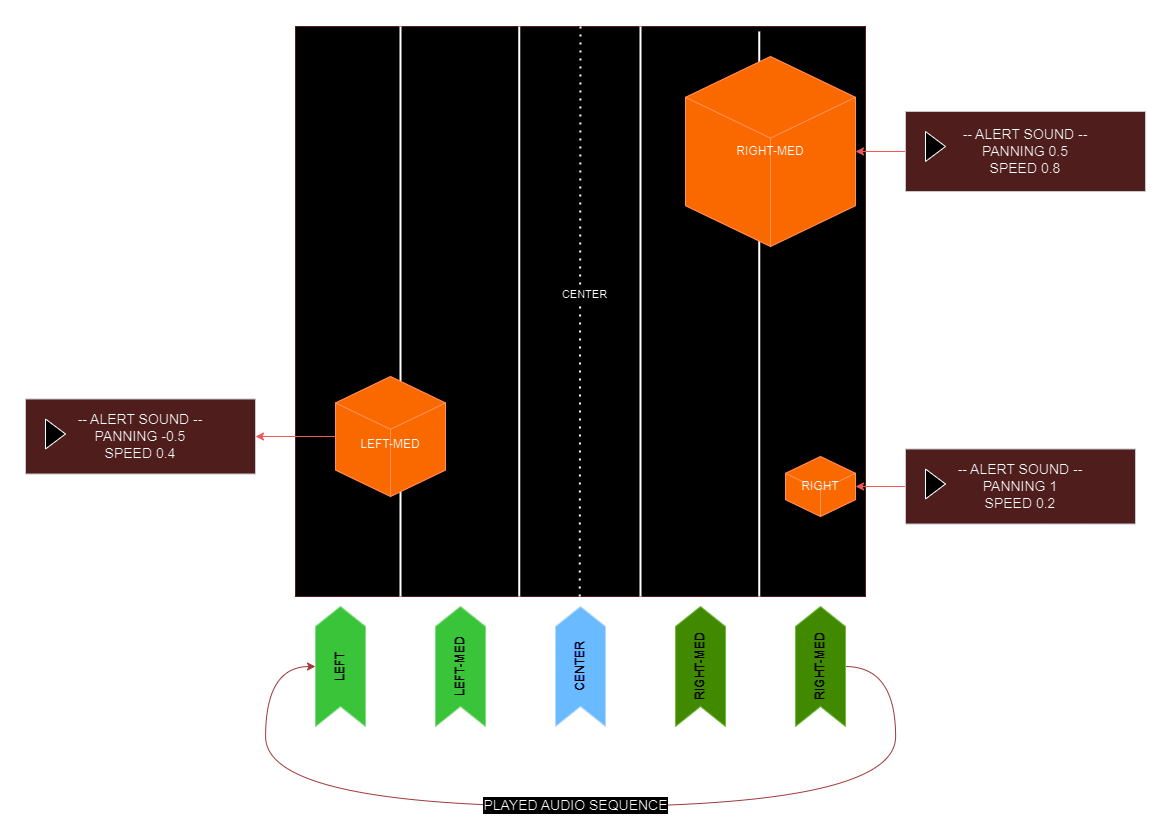 RIGHT-MED
-- ALERT SOUND --
PANNING 0.5
SPEED 0.8
CENTER
-- ALERT SOUND --
PANNING -0.5
SPEED 0.4
LEFT-MED
RIGHT
-- ALERT SOUND --
PANNING 1
SPEED 0.2
LEFT
LEFT-MED
CENTER
RIGHT-MED
RIGHT-MED
PLAYED AUDIO SEQUENCE